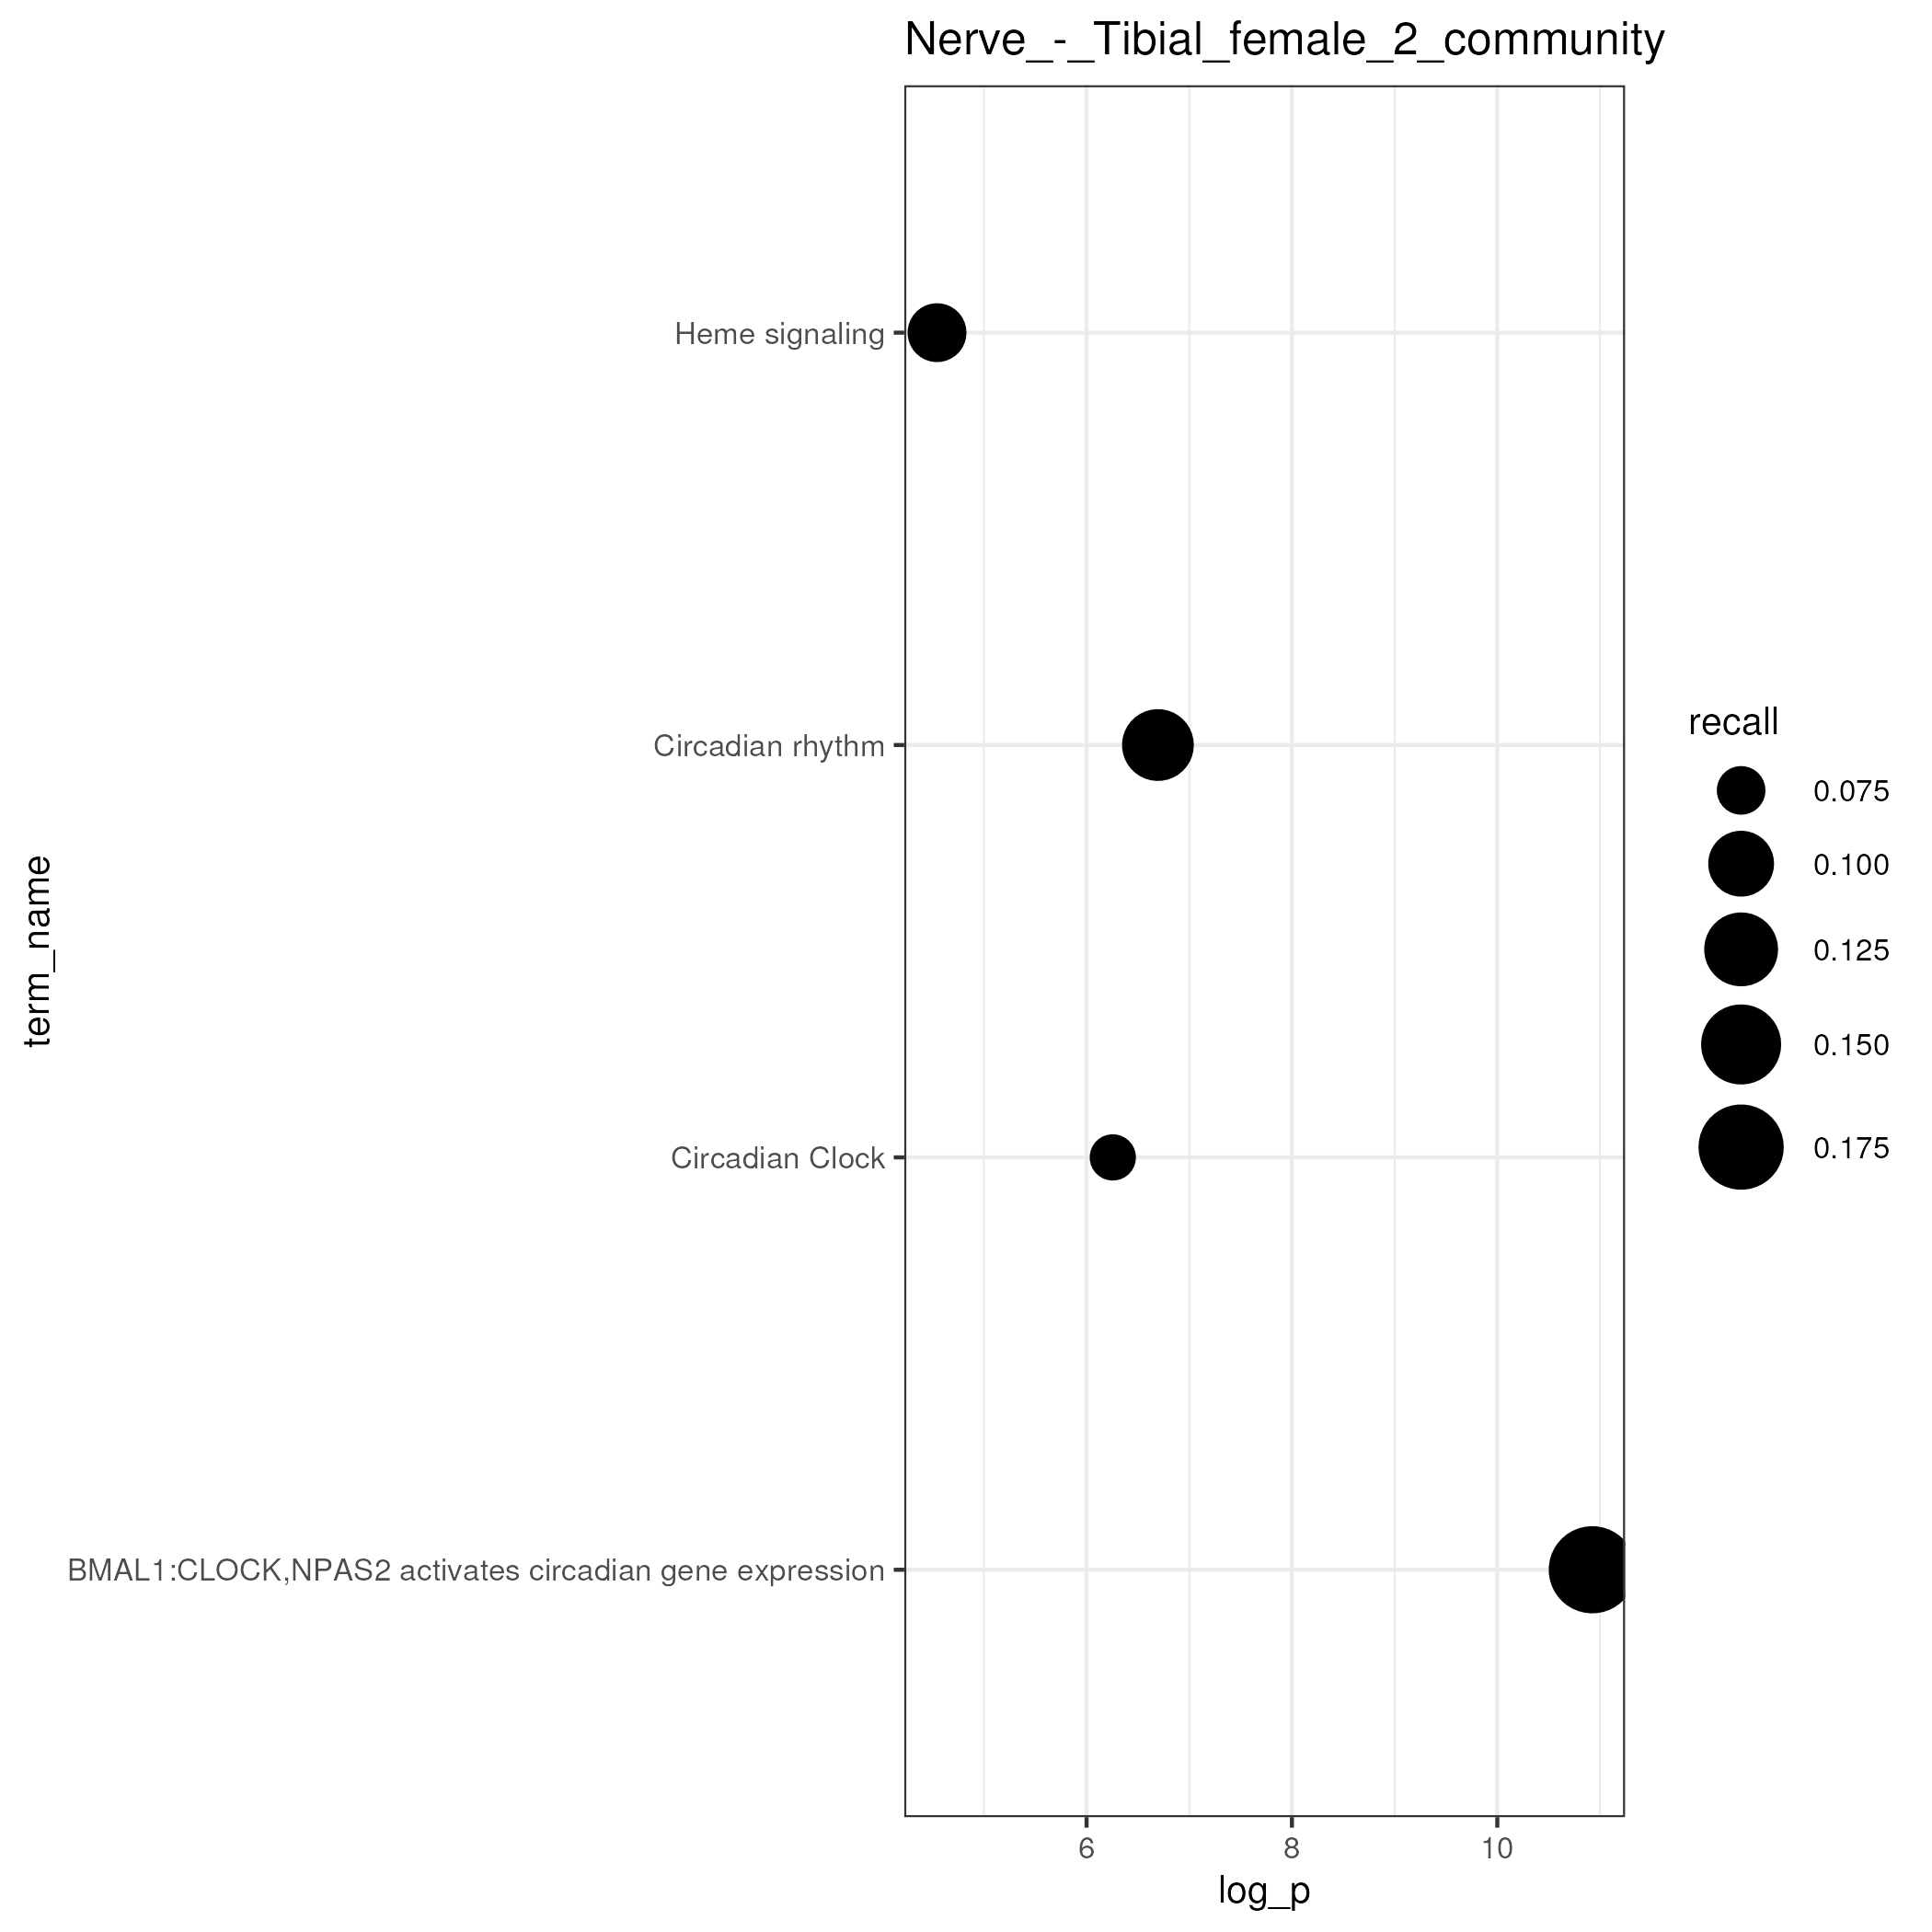 Nerve_-_Tibial_female_2_community
Heme signaling
Circadian rhythm
Circadian Clock
BMAL1:CLOCK,NPAS2 activates circadian gene expression
term_name
6 8 10
log_p
recall
0.075
0.100
0.125
0.150
0.175